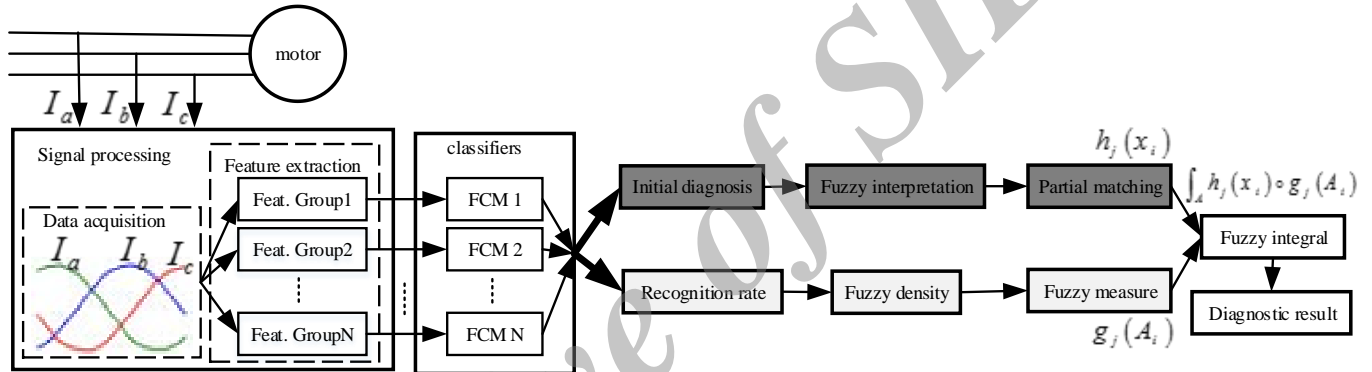 motor
I_a I_b I_c
Signal processing
Feature extraction
classifiers
Data acquisition
I_a I_b I_c
Feat. Group1
Feat. Group2
⋮
Feat. GroupN
⋮
FCM 1
FCM 2
⋮
FCM N
Initial diagnosis
Fuzzy interpretation
h_j(x_i)
Partial matching
∫_A h_j(x_i)∘g_j(A_i)
Recognition rate
Fuzzy density
Fuzzy measure
g_j(A_i)
Fuzzy integral
Diagnostic result
e of SI